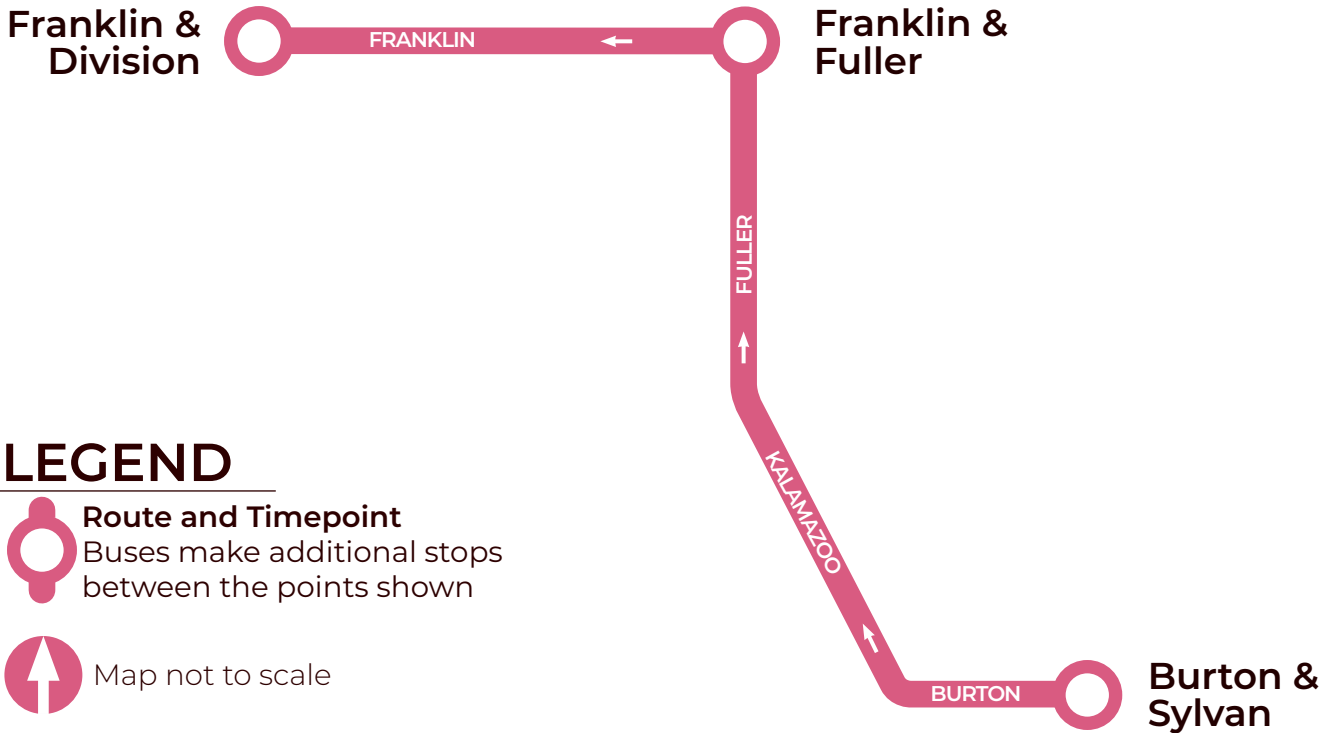 Franklin &
Division
FRANKLIN
Franklin &
Fuller
FULLER
KALAMAZOO
BURTON
Burton &
Sylvan
LEGEND
Route and Timepoint
Buses make additional stops
between the points shown
Map not to scale